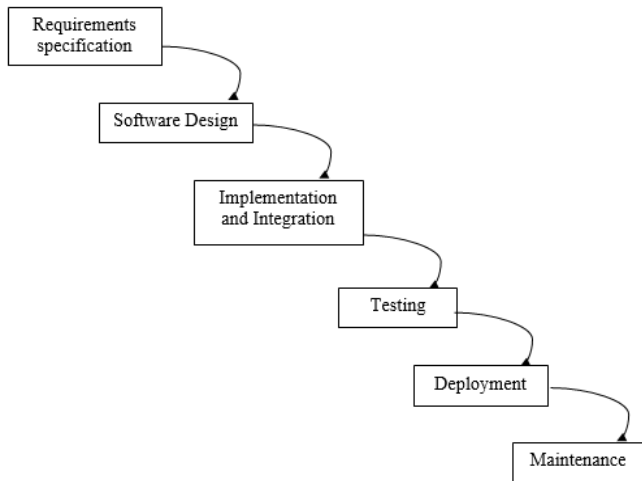 Requirements
specification
Software Design
Implementation
and Integration
Testing
Deployment
Maintenance